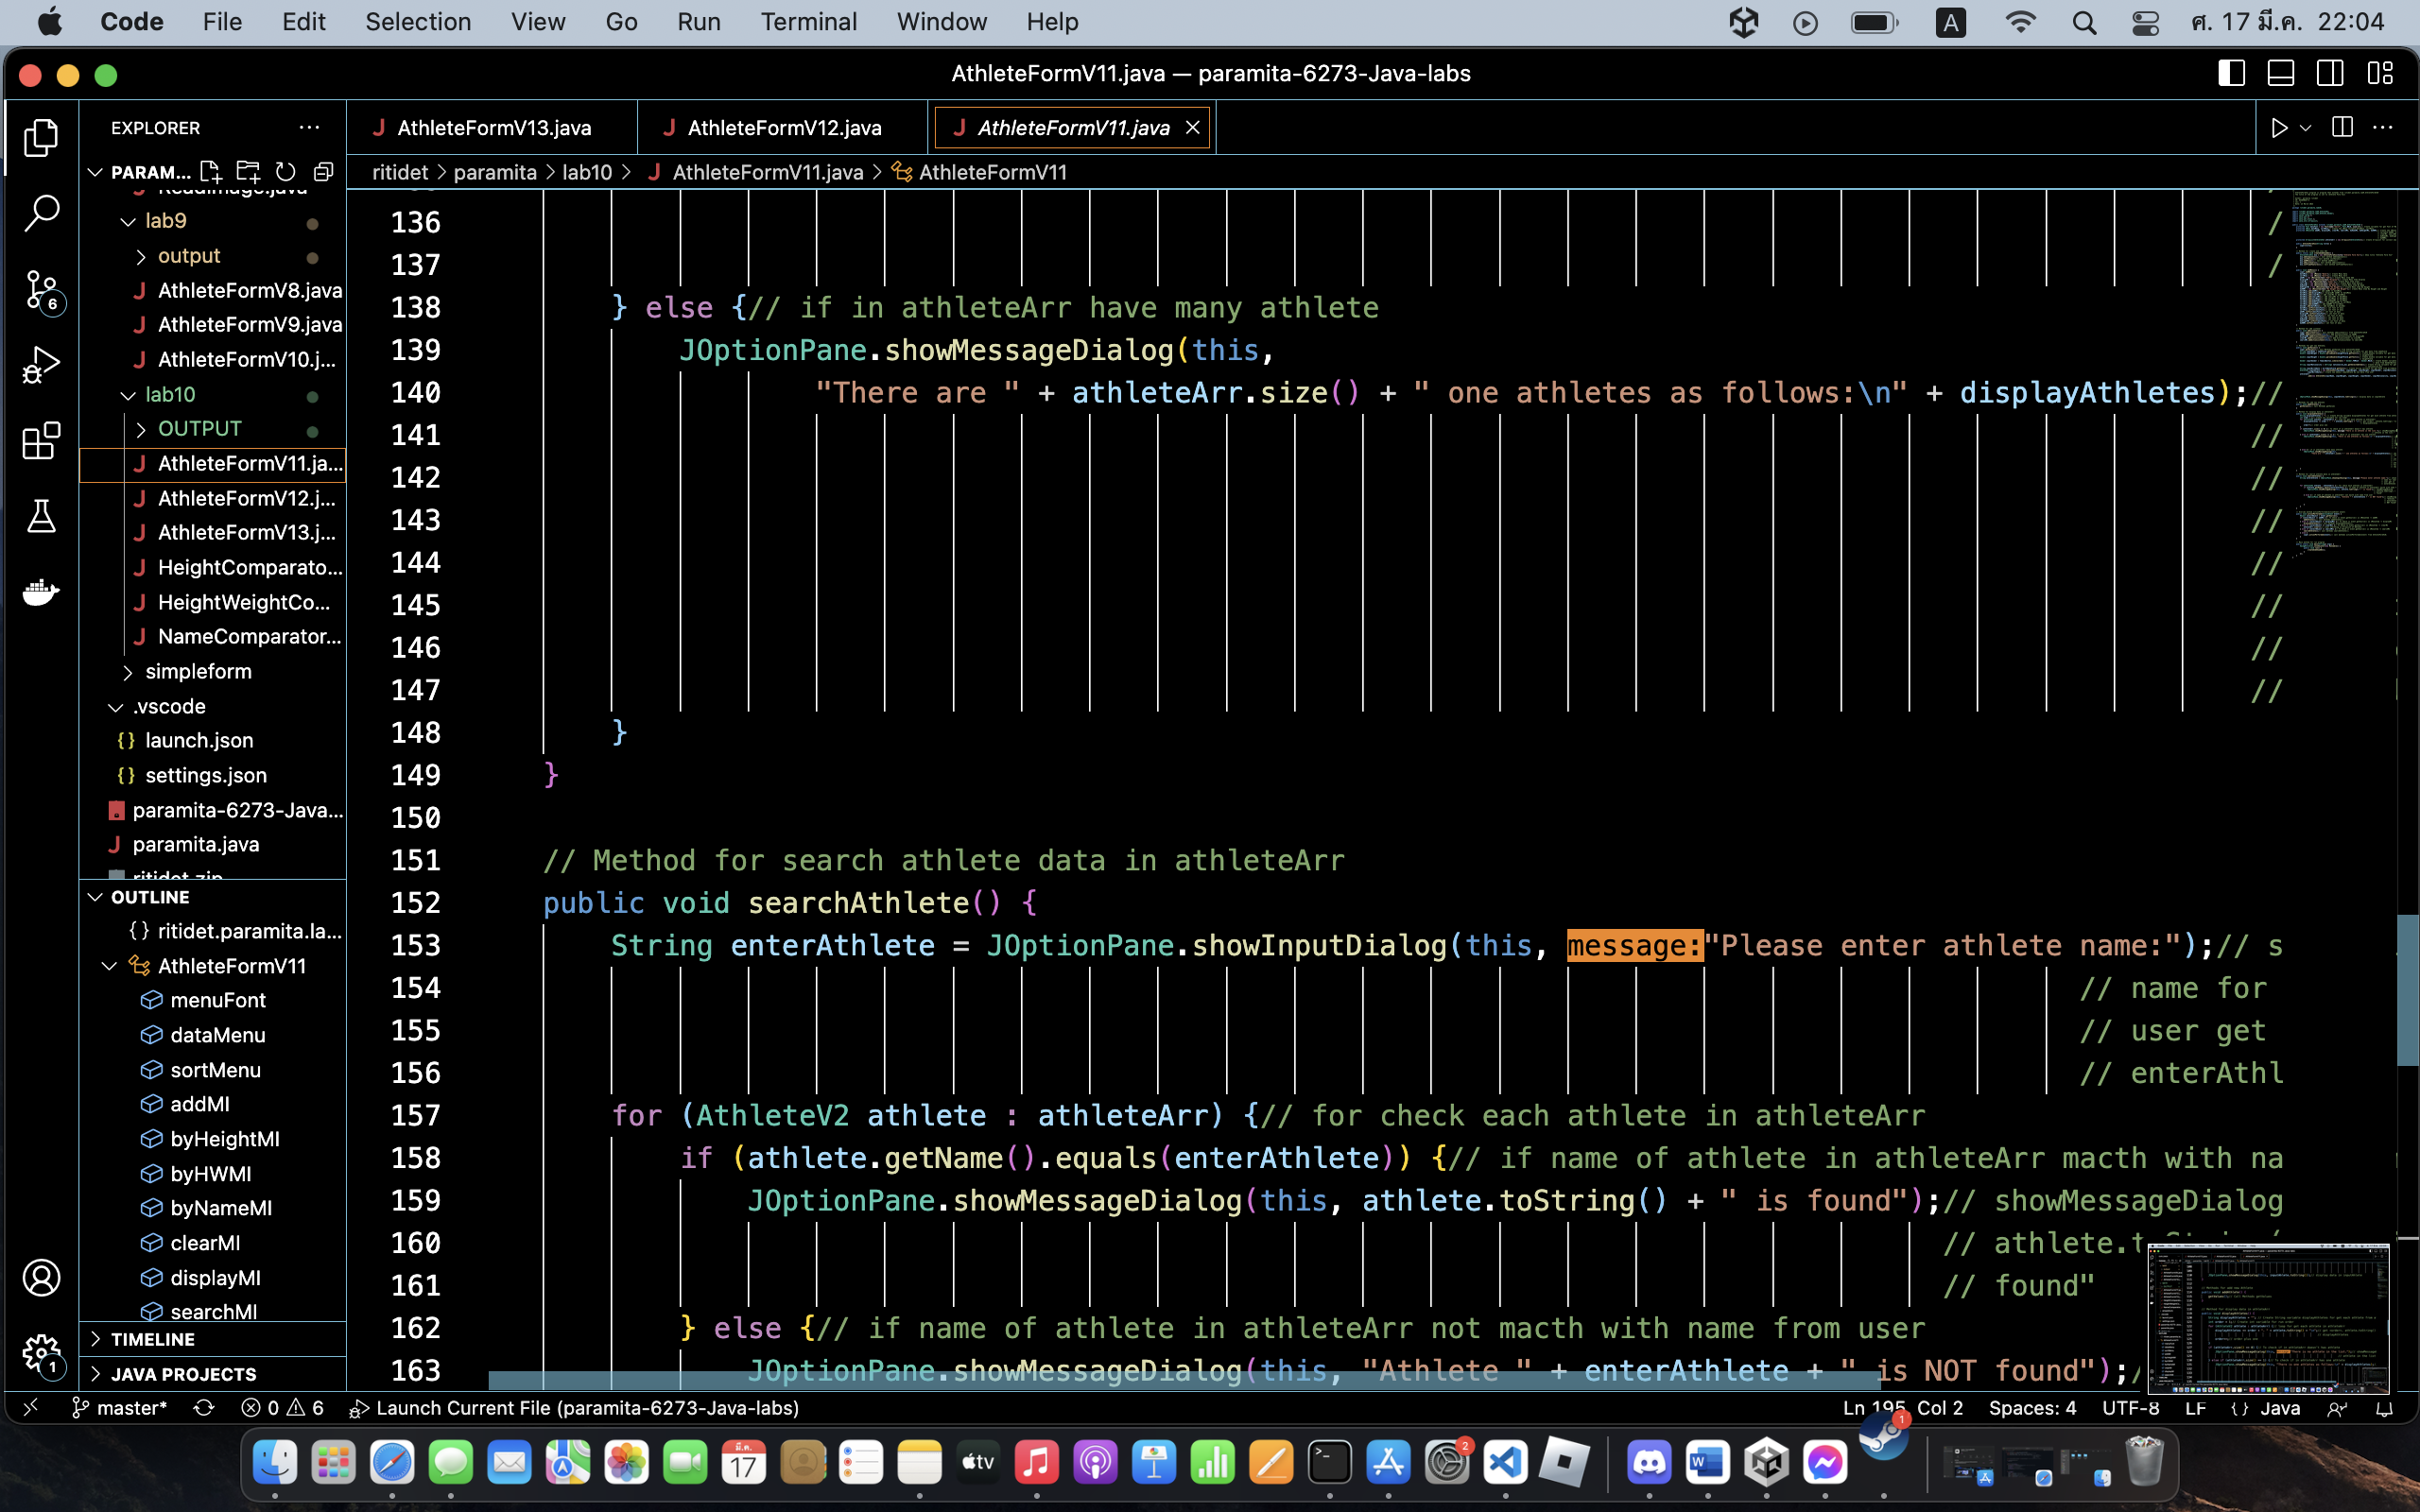 Code File Edit Selection View Go Run Terminal Window Help A ศ. 17 มี.ค. 22:04
AthleteFormV11.java — paramita-6273-Java-labs
EXPLORER
AthleteFormV13.java AthleteFormV12.java AthleteFormV11.java
PARAM...
ritidet > paramita > lab10 > AthleteFormV11.java > AthleteFormV11
ReadImage.java
lab9
output
AthleteFormV8.java
AthleteFormV9.java
AthleteFormV10.j...
lab10
OUTPUT
AthleteFormV11.ja...
AthleteFormV12.j...
AthleteFormV13.j...
HeightComparato...
HeightWeightCo...
NameComparator...
simpleform
.vscode
{} launch.json
{} settings.json
paramita-6273-Java...
paramita.java
ritidet.zip
OUTLINE
{} ritidet.paramita.la...
AthleteFormV11
menuFont
dataMenu
sortMenu
addMI
byHeightMI
byHWMI
byNameMI
clearMI
displayMI
searchMI
TIMELINE
JAVA PROJECTS
6
1
136 /
137 /
138 } else {// if in athleteArr have many athlete
139 JOptionPane.showMessageDialog(this,
140 "There are " + athleteArr.size() + " one athletes as follows:\n" + displayAthletes);//
141 //
142 //
143 //
144 //
145 //
146 //
147 //
148 }
149 }
150
151 // Method for search athlete data in athleteArr
152 public void searchAthlete() {
153 String enterAthlete = JOptionPane.showInputDialog(this, message:"Please enter athlete name:");// s
154 // name for
155 // user get
156 // enterAthl
157 for (AthleteV2 athlete : athleteArr) {// for check each athlete in athleteArr
158 if (athlete.getName().equals(enterAthlete)) {// if name of athlete in athleteArr macth with na
159 JOptionPane.showMessageDialog(this, athlete.toString() + " is found");// showMessageDialog
160 // athlete.t
161 // found"
162 } else {// if name of athlete in athleteArr not macth with name from user
163 JOptionPane.showMessageDialog(this, "Athlete " + enterAthlete + " is NOT found");/
master* 0 6 Launch Current File (paramita-6273-Java-labs) Ln 195, Col 2 Spaces: 4 UTF-8 LF {} Java
มี.ค.
17
tv
2
W
1